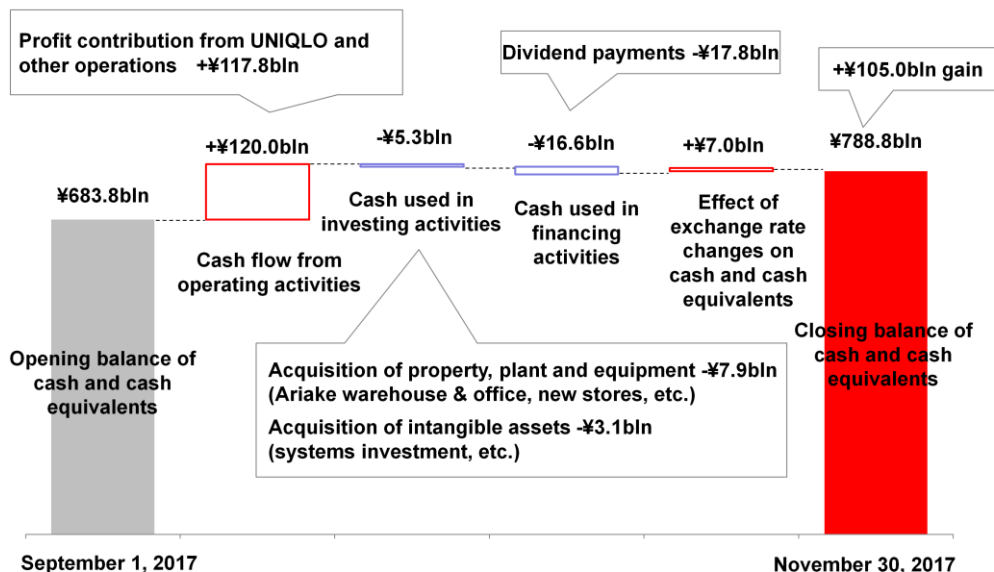 Profit contribution from UNIQLO and
other operations +¥117.8bln
Dividend payments -¥17.8bln
+¥105.0bln gain
¥683.8bln
+¥120.0bln
-¥5.3bln
-¥16.6bln
+¥7.0bln
¥788.8bln
Cash flow from
operating activities
Cash used in
investing activities
Cash used in
financing
activities
Effect of
exchange rate
changes on
cash and cash
equivalents
Opening balance of
cash and cash
equivalents
Acquisition of property, plant and equipment -¥7.9bln
(Ariake warehouse & office, new stores, etc.)
Acquisition of intangible assets -¥3.1bln
(systems investment, etc.)
Closing balance of
cash and cash
equivalents
September 1, 2017
November 30, 2017